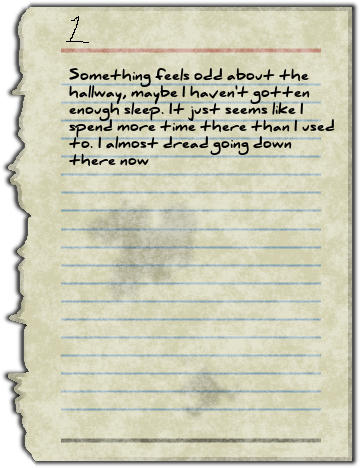 1
Something feels odd about the
hallway, maybe I haven't gotten
enough sleep. It just seems like I
spend more time there than I used
to. I almost dread going down
there now